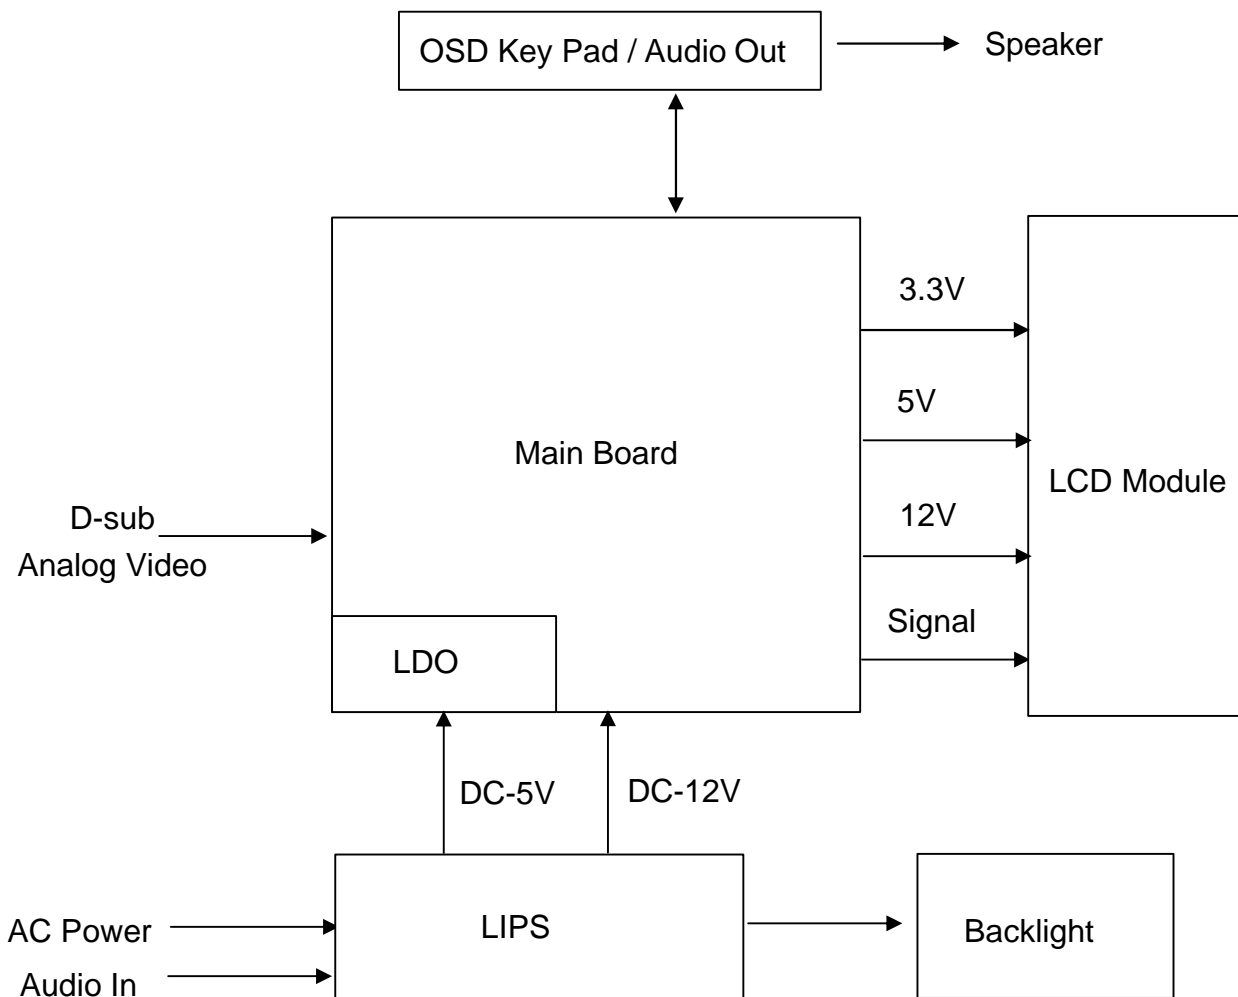 OSD Key Pad / Audio Out
Speaker
3.3V
5V
Main Board
LCD Module
12V
D-sub
Analog Video
Signal
LDO
DC-5V
DC-12V
AC Power
LIPS
Backlight
Audio In